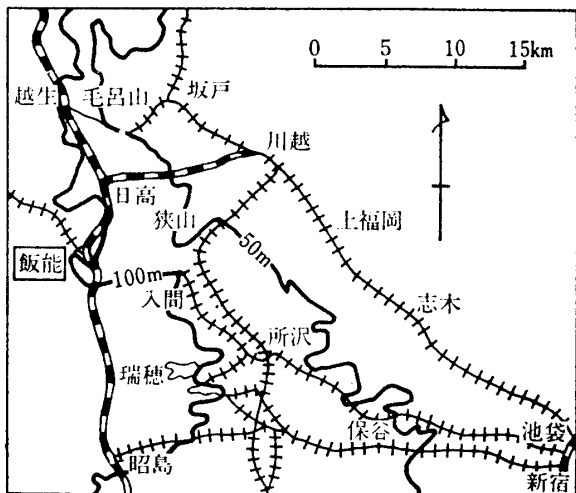 0 5 10 15km
坂戸
越生 毛呂山
川越
日高
狭山
上福岡
50m
飯能
100m
入間
志木
所沢
瑞穂
保谷 池袋
昭島
新宿